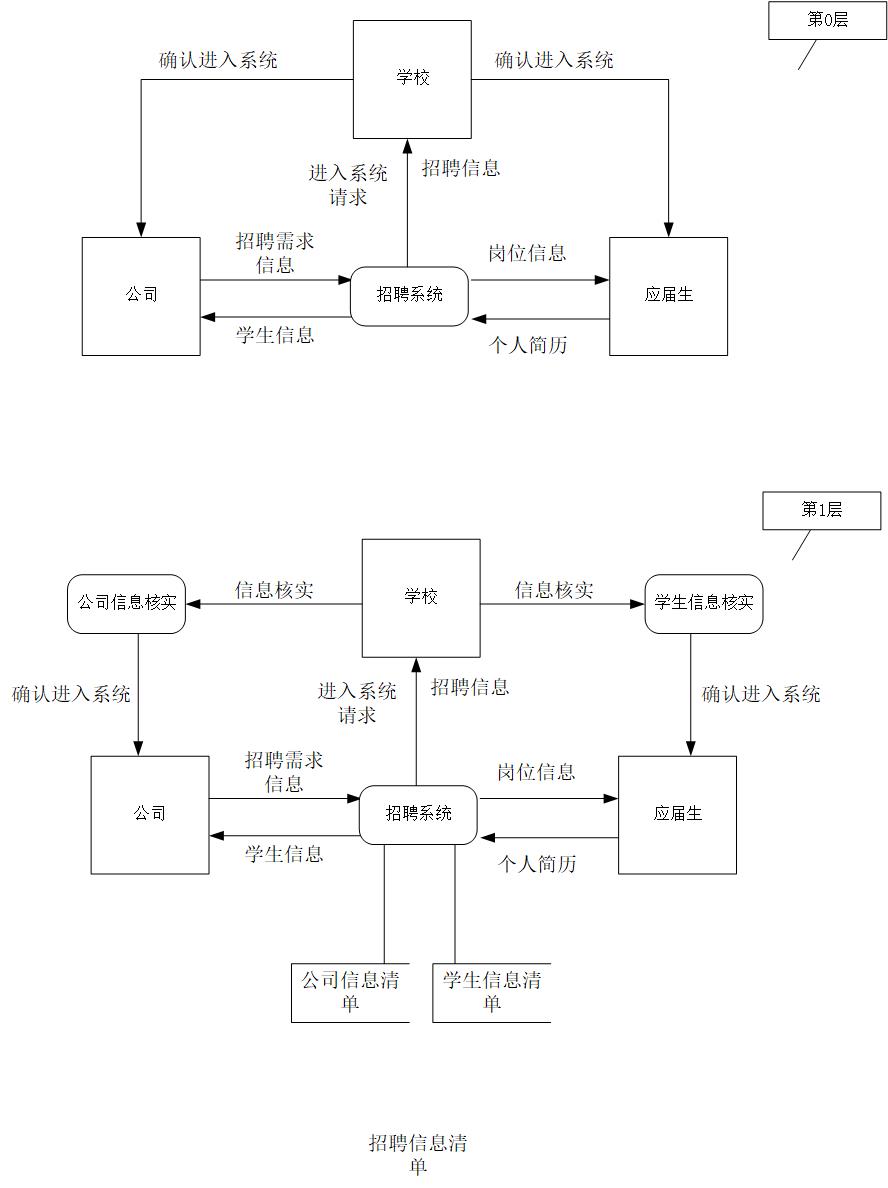 第0层
确认进入系统
学校
确认进入系统
进入系统
请求
招聘信息
招聘需求
信息
岗位信息
公司
招聘系统
应届生
学生信息
个人简历
第1层
公司信息核实
信息核实
学校
信息核实
学生信息核实
确认进入系统
进入系统
请求
招聘信息
确认进入系统
招聘需求
信息
岗位信息
公司
招聘系统
应届生
学生信息
个人简历
公司信息清
单
学生信息清
单
招聘信息清
单